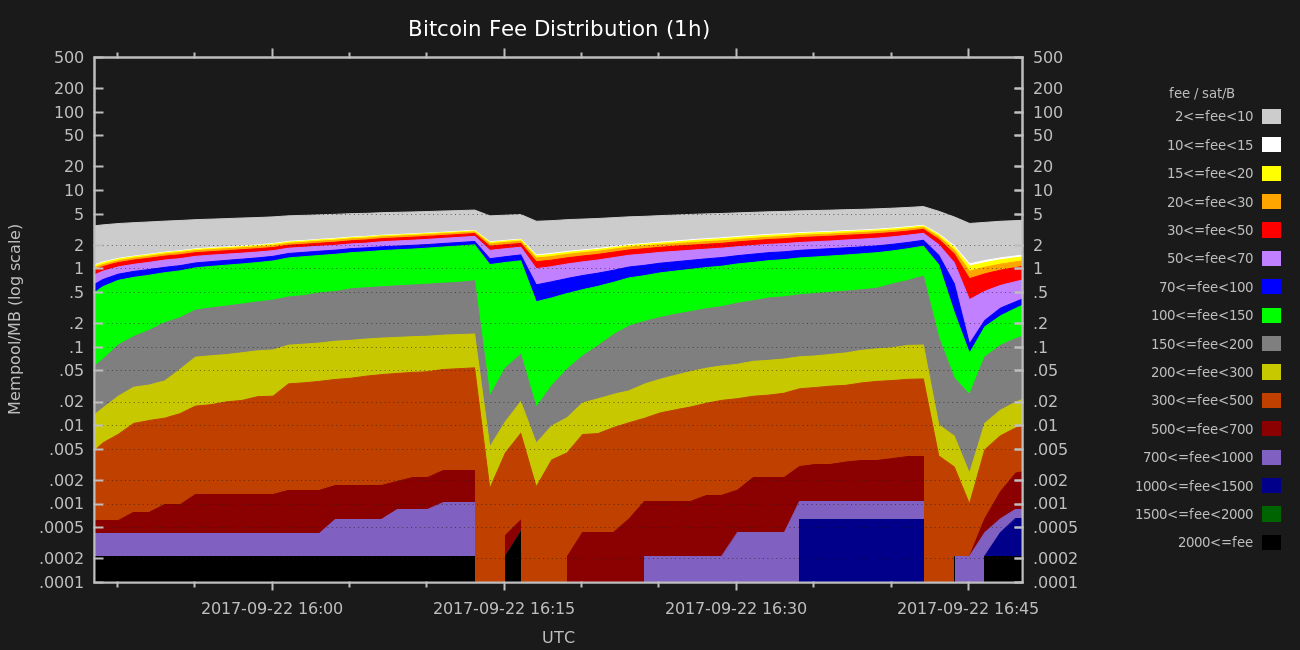 Bitcoin Fee Distribution (1h)
500
200
100
50
20
10
5
2
1
.5
.2
.1
.05
.02
.01
.005
.002
.001
.0005
.0002
.0001
Mempool/MB (log scale)
500
200
100
50
20
10
5
2
1
.5
.2
.1
.05
.02
.01
.005
.002
.001
.0005
.0002
.0001
2017-09-22 16:00 2017-09-22 16:15 2017-09-22 16:30 2017-09-22 16:45
UTC
fee / sat/B
2<=fee<10
10<=fee<15
15<=fee<20
20<=fee<30
30<=fee<50
50<=fee<70
70<=fee<100
100<=fee<150
150<=fee<200
200<=fee<300
300<=fee<500
500<=fee<700
700<=fee<1000
1000<=fee<1500
1500<=fee<2000
2000<=fee